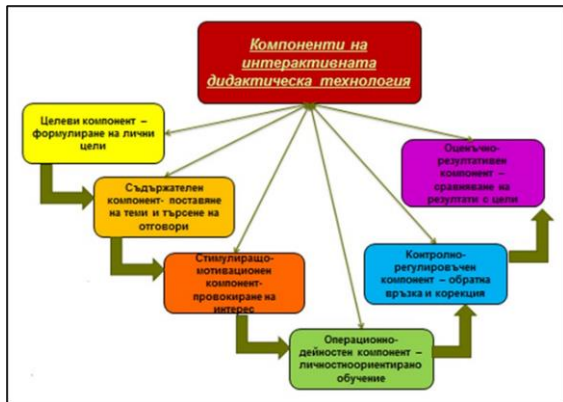 Компоненти на
интерактивната
дидактическа технология
Целеви компонент –
формулиране на лични
цели
Съдържателен
компонент- поставяне
на теми и търсене на
отговори
Стимулиращо-
мотивационен
компонент-
провокиране на
интерес
Операционно-
дейностен компонент –
личностноориентирано
обучение
Контролно-
регулировъчен
компонент – обратна
връзка и корекция
Оценъчно-
резултативен
компонент –
сравняване на
резултати с цели